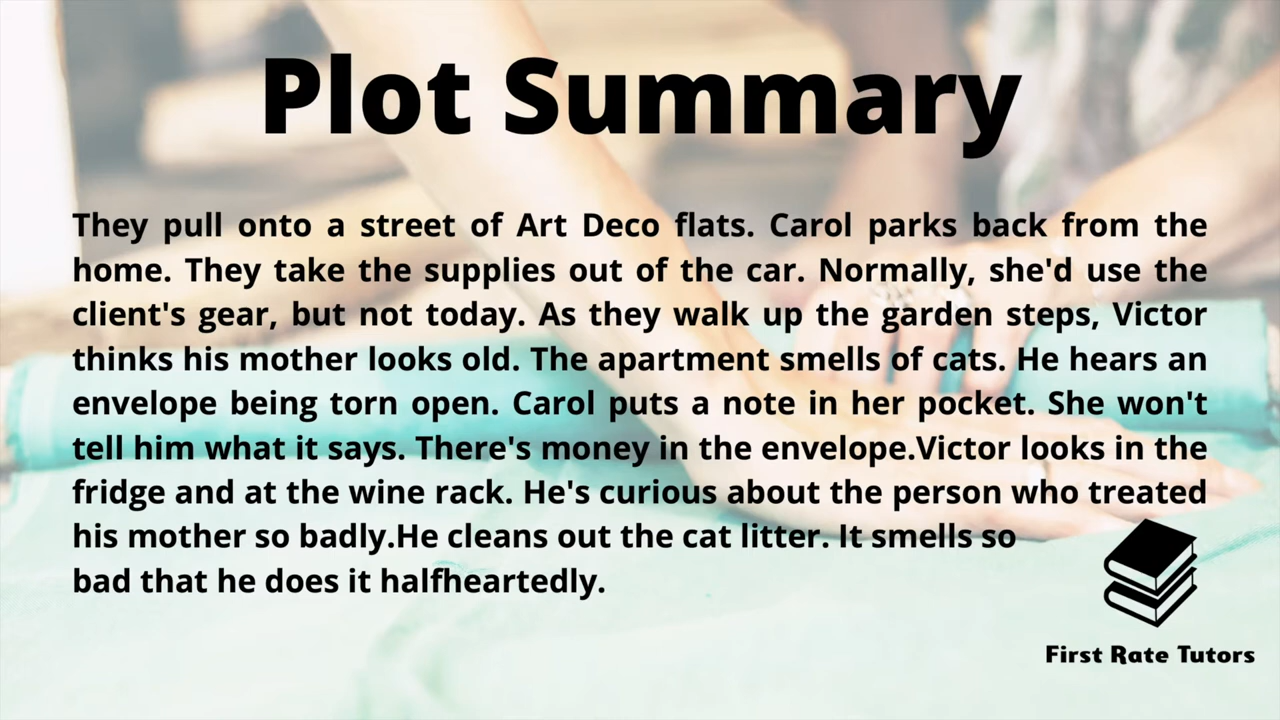 Plot Summary
They pull onto a street of Art Deco flats. Carol parks back from the
home. They take the supplies out of the car. Normally, she'd use the
client's gear, but not today. As they walk up the garden steps, Victor
thinks his mother looks old. The apartment smells of cats. He hears an
envelope being torn open. Carol puts a note in her pocket. She won't
tell him what it says. There's money in the envelope.Victor looks in the
fridge and at the wine rack. He's curious about the person who treated
his mother so badly.He cleans out the cat litter. It smells so
bad that he does it halfheartedly.
First Rate Tutors